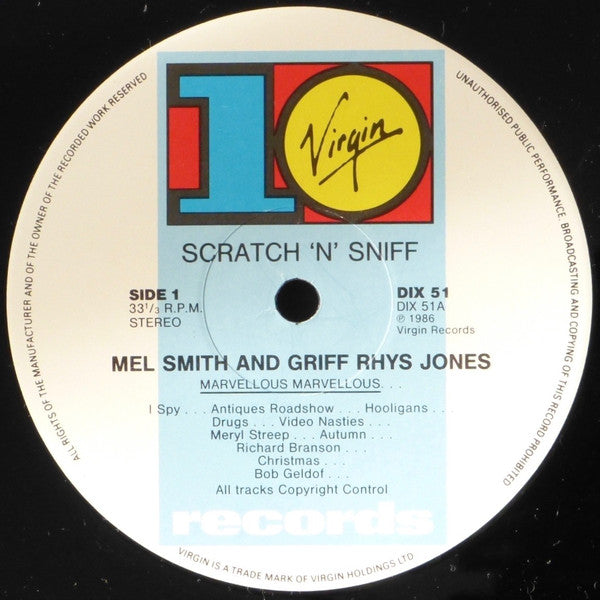 10
Virgin
SCRATCH 'N' SNIFF
SIDE 1
33¹/₃ R.P.M.
STEREO
DIX 51
DIX 51A
℗ 1986
Virgin Records
MEL SMITH AND GRIFF RHYS JONES
MARVELLOUS MARVELLOUS. . .
I Spy . . . Antiques Roadshow . . . Hooligans . . .
Drugs . . . Video Nasties . . .
Meryl Streep . . . Autumn . . .
Richard Branson . . .
Christmas . . .
Bob Geldof . . .
All tracks Copyright Control
records
ALL RIGHTS OF THE MANUFACTURER AND OF THE OWNER OF THE RECORDED WORK RESERVED
UNAUTHORISED PUBLIC PERFORMANCE, BROADCASTING AND COPYING OF THIS RECORD PROHIBITED
VIRGIN IS A TRADE MARK OF VIRGIN HOLDINGS LTD